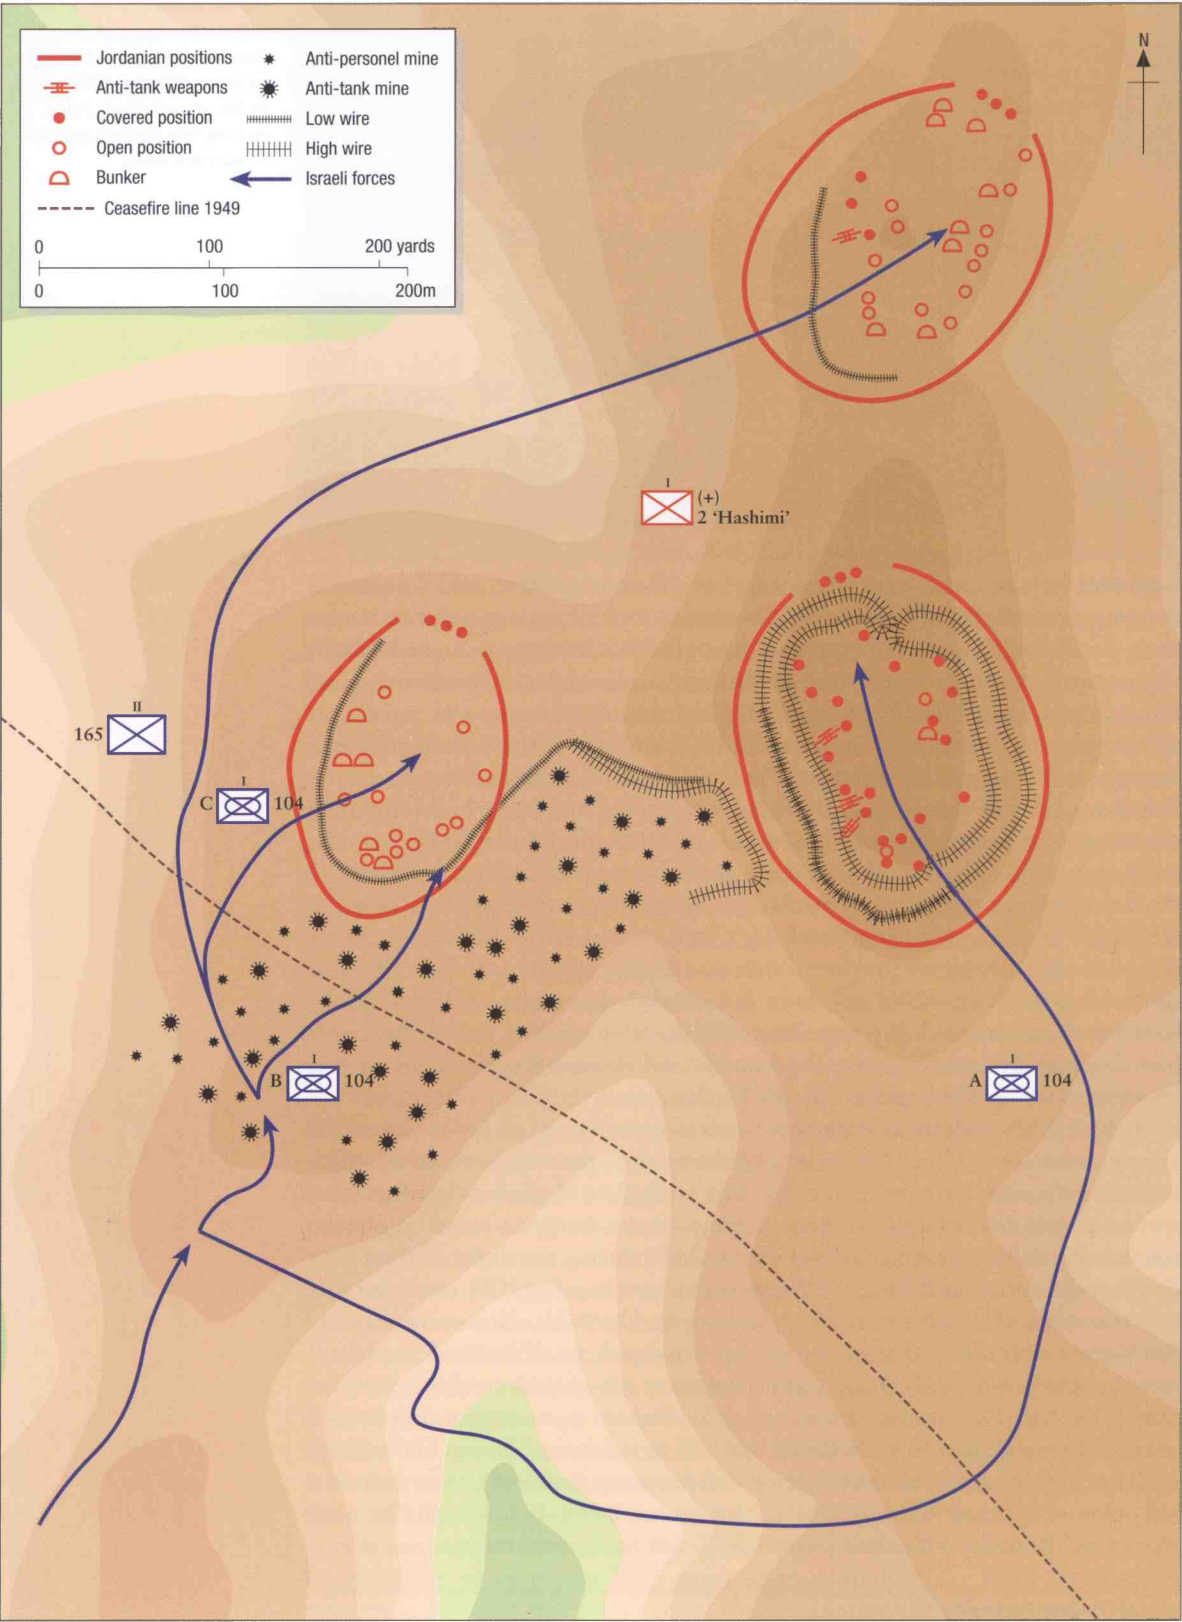 Jordanian positions
Anti-tank weapons
Covered position
Open position
Bunker
Ceasefire line 1949
Anti-personel mine
Anti-tank mine
Low wire
High wire
Israeli forces
0 100 200 yards
0 100 200m
N
I
(+)
2 ‘Hashimi’
II
165
I
C 104
I
B 104
I
A 104